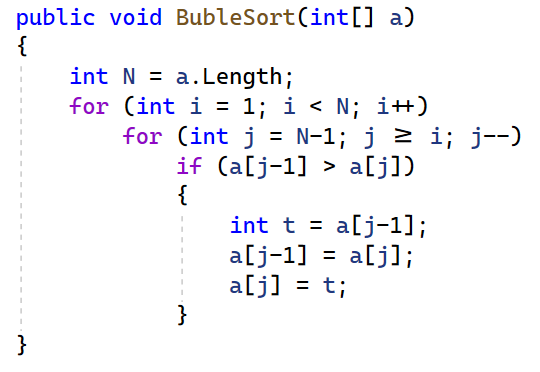 public void BubleSort(int[] a)
{
    int N = a.Length;
    for (int i = 1; i < N; i++)
        for (int j = N-1; j ≥ i; j--)
            if (a[j-1] > a[j])
            {
                int t = a[j-1];
                a[j-1] = a[j];
                a[j] = t;
            }
}